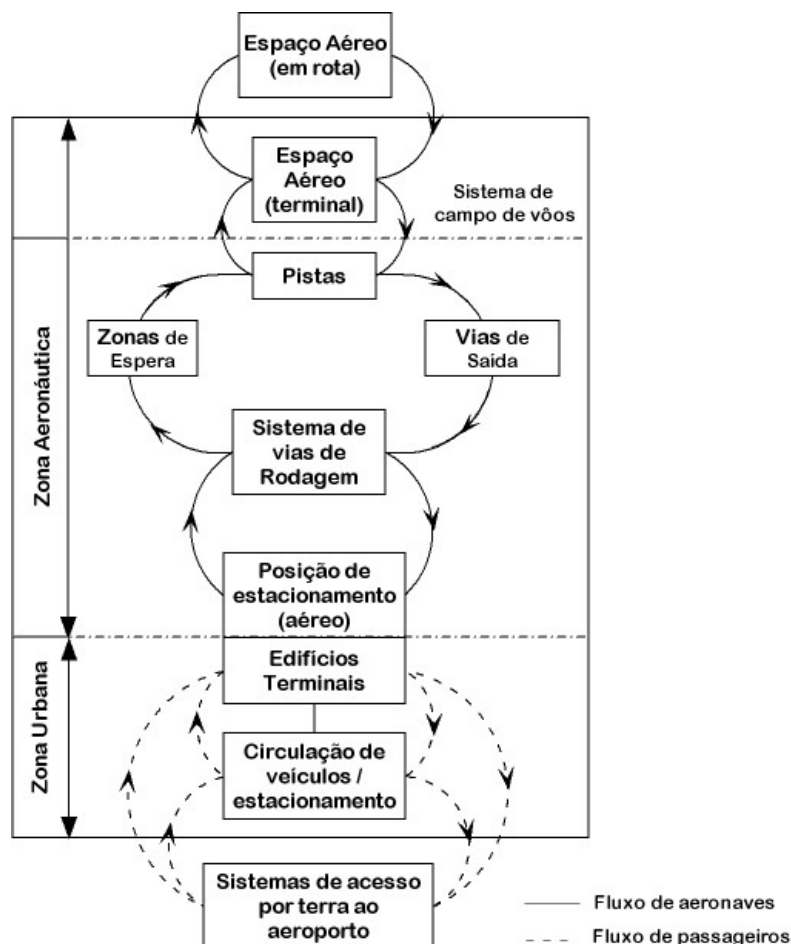 Espaço Aéreo
(em rota)
Espaço
Aéreo
(terminal)
Sistema de
campo de vôos
Pistas
Zonas de
Espera
Vias de
Saída
Zona Aeronáutica
Sistema de
vias de
Rodagem
Posição de
estacionamento
(aéreo)
Edifícios
Terminais
Zona Urbana
Circulação de
veículos /
estacionamento
Sistemas de acesso
por terra ao
aeroporto
Fluxo de aeronaves
Fluxo de passageiros